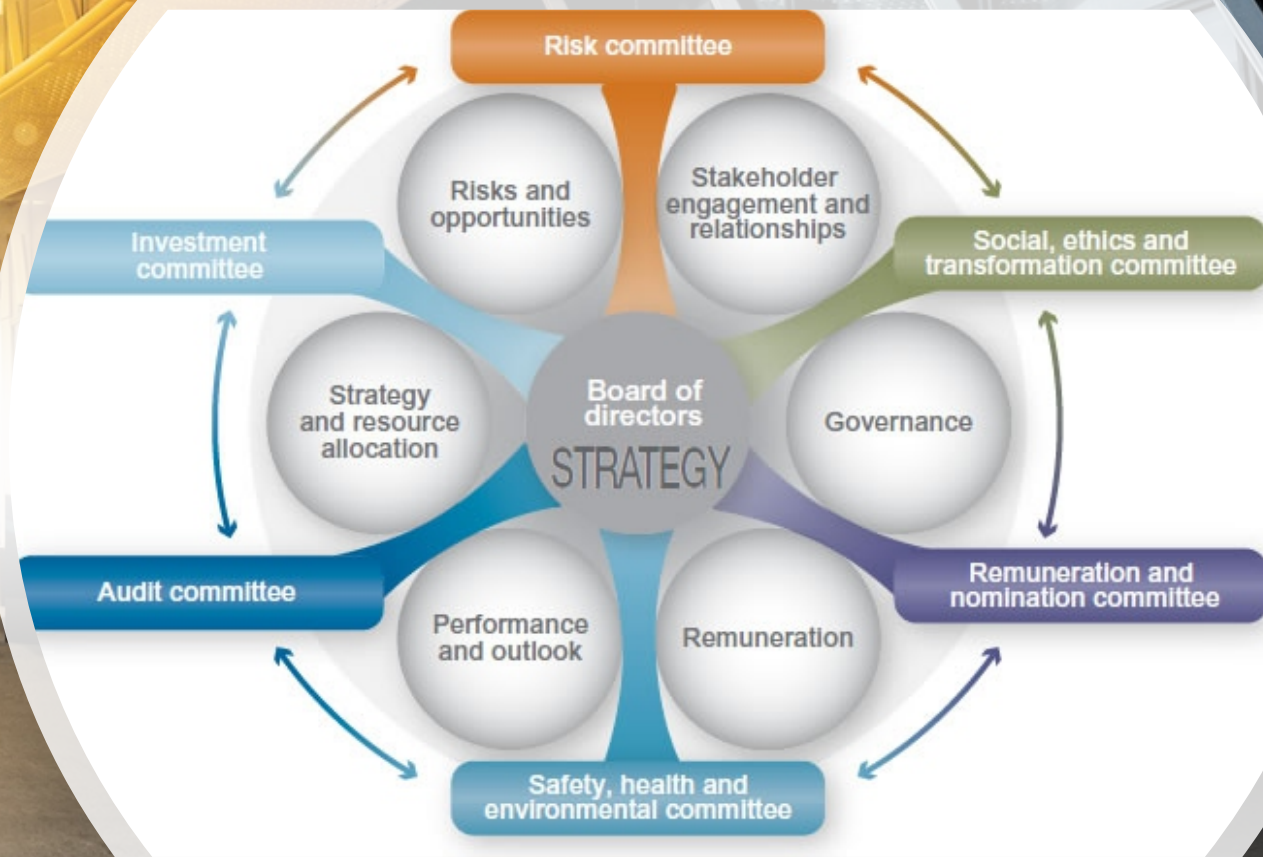 Risk committee
Risks and
opportunities
Stakeholder
engagement and
relationships
Investment
committee
Social, ethics and
transformation committee
Strategy
and resource
allocation
Board of
directors
STRATEGY
Governance
Audit committee
Remuneration and
nomination committee
Performance
and outlook
Remuneration
Safety, health and
environmental committee